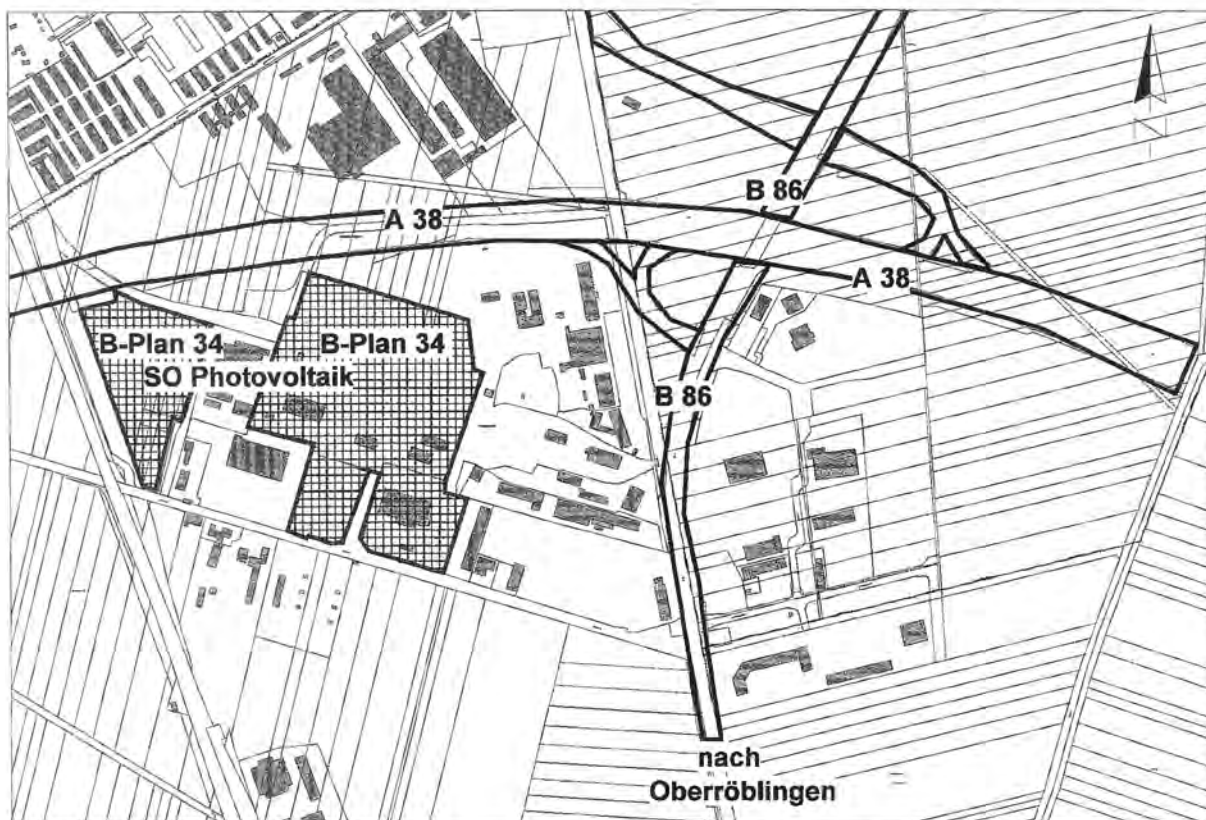 B 86
A 38
A 38
B-Plan 34
B-Plan 34
SO Photovoltaik
B 86
nach
Oberröblingen